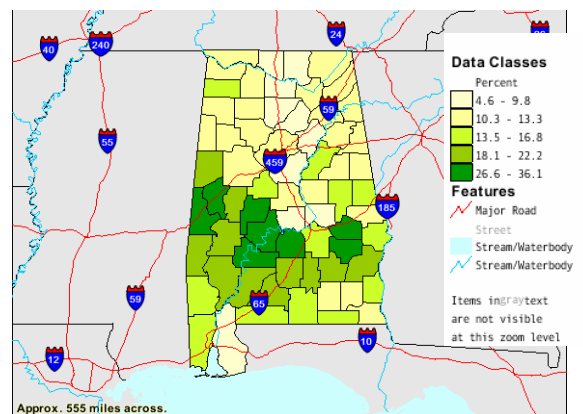 24
40
240
Data Classes
Percent
4.6 - 9.8
59
10.3 - 13.3
13.5 - 16.8
55
18.1 - 22.2
459
26.6 - 36.1
Features
185
Major Road
Street
Stream/Waterbody
Stream/Waterbody
59
65
Items in gray text
are not visible
at this zoom level
10
12
Approx. 555 miles across.